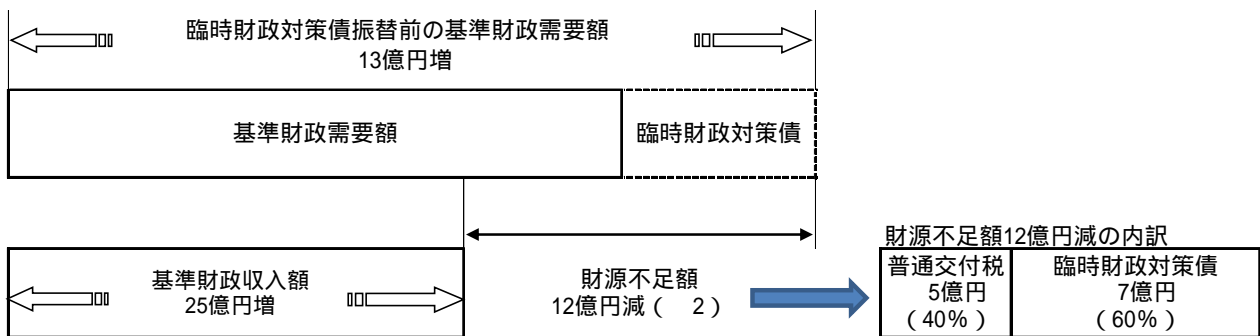 臨時財政対策債振替前の基準財政需要額
13億円増
基準財政需要額
臨時財政対策債
基準財政収入額
25億円増
財源不足額
12億円減(　2)
財源不足額12億円減の内訳
普通交付税
5億円
(40%)
臨時財政対策債
7億円
(60%)